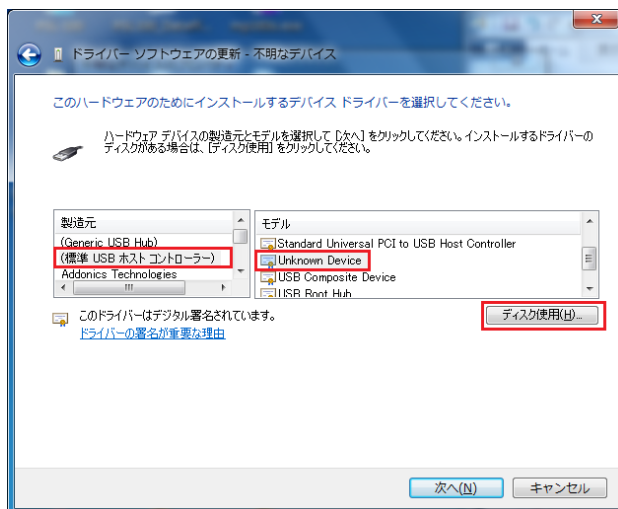 ドライバー ソフトウェアの更新 - 不明なデバイス
このハードウェアのためにインストールするデバイス ドライバーを選択してください。
ハードウェア デバイスの製造元とモデルを選択して [次へ] をクリックしてください。インストールするドライバーの
ディスクがある場合は、[ディスク使用] をクリックしてください。
製造元
(Generic USB Hub)
(標準 USB ホスト コントローラー)
Addonics Technologies
モデル
Standard Universal PCI to USB Host Controller
Unknown Device
USB Composite Device
USB Root Hub
このドライバーはデジタル署名されています。
ドライバーの署名が重要な理由
ディスク使用(H)...
次へ(N)
キャンセル